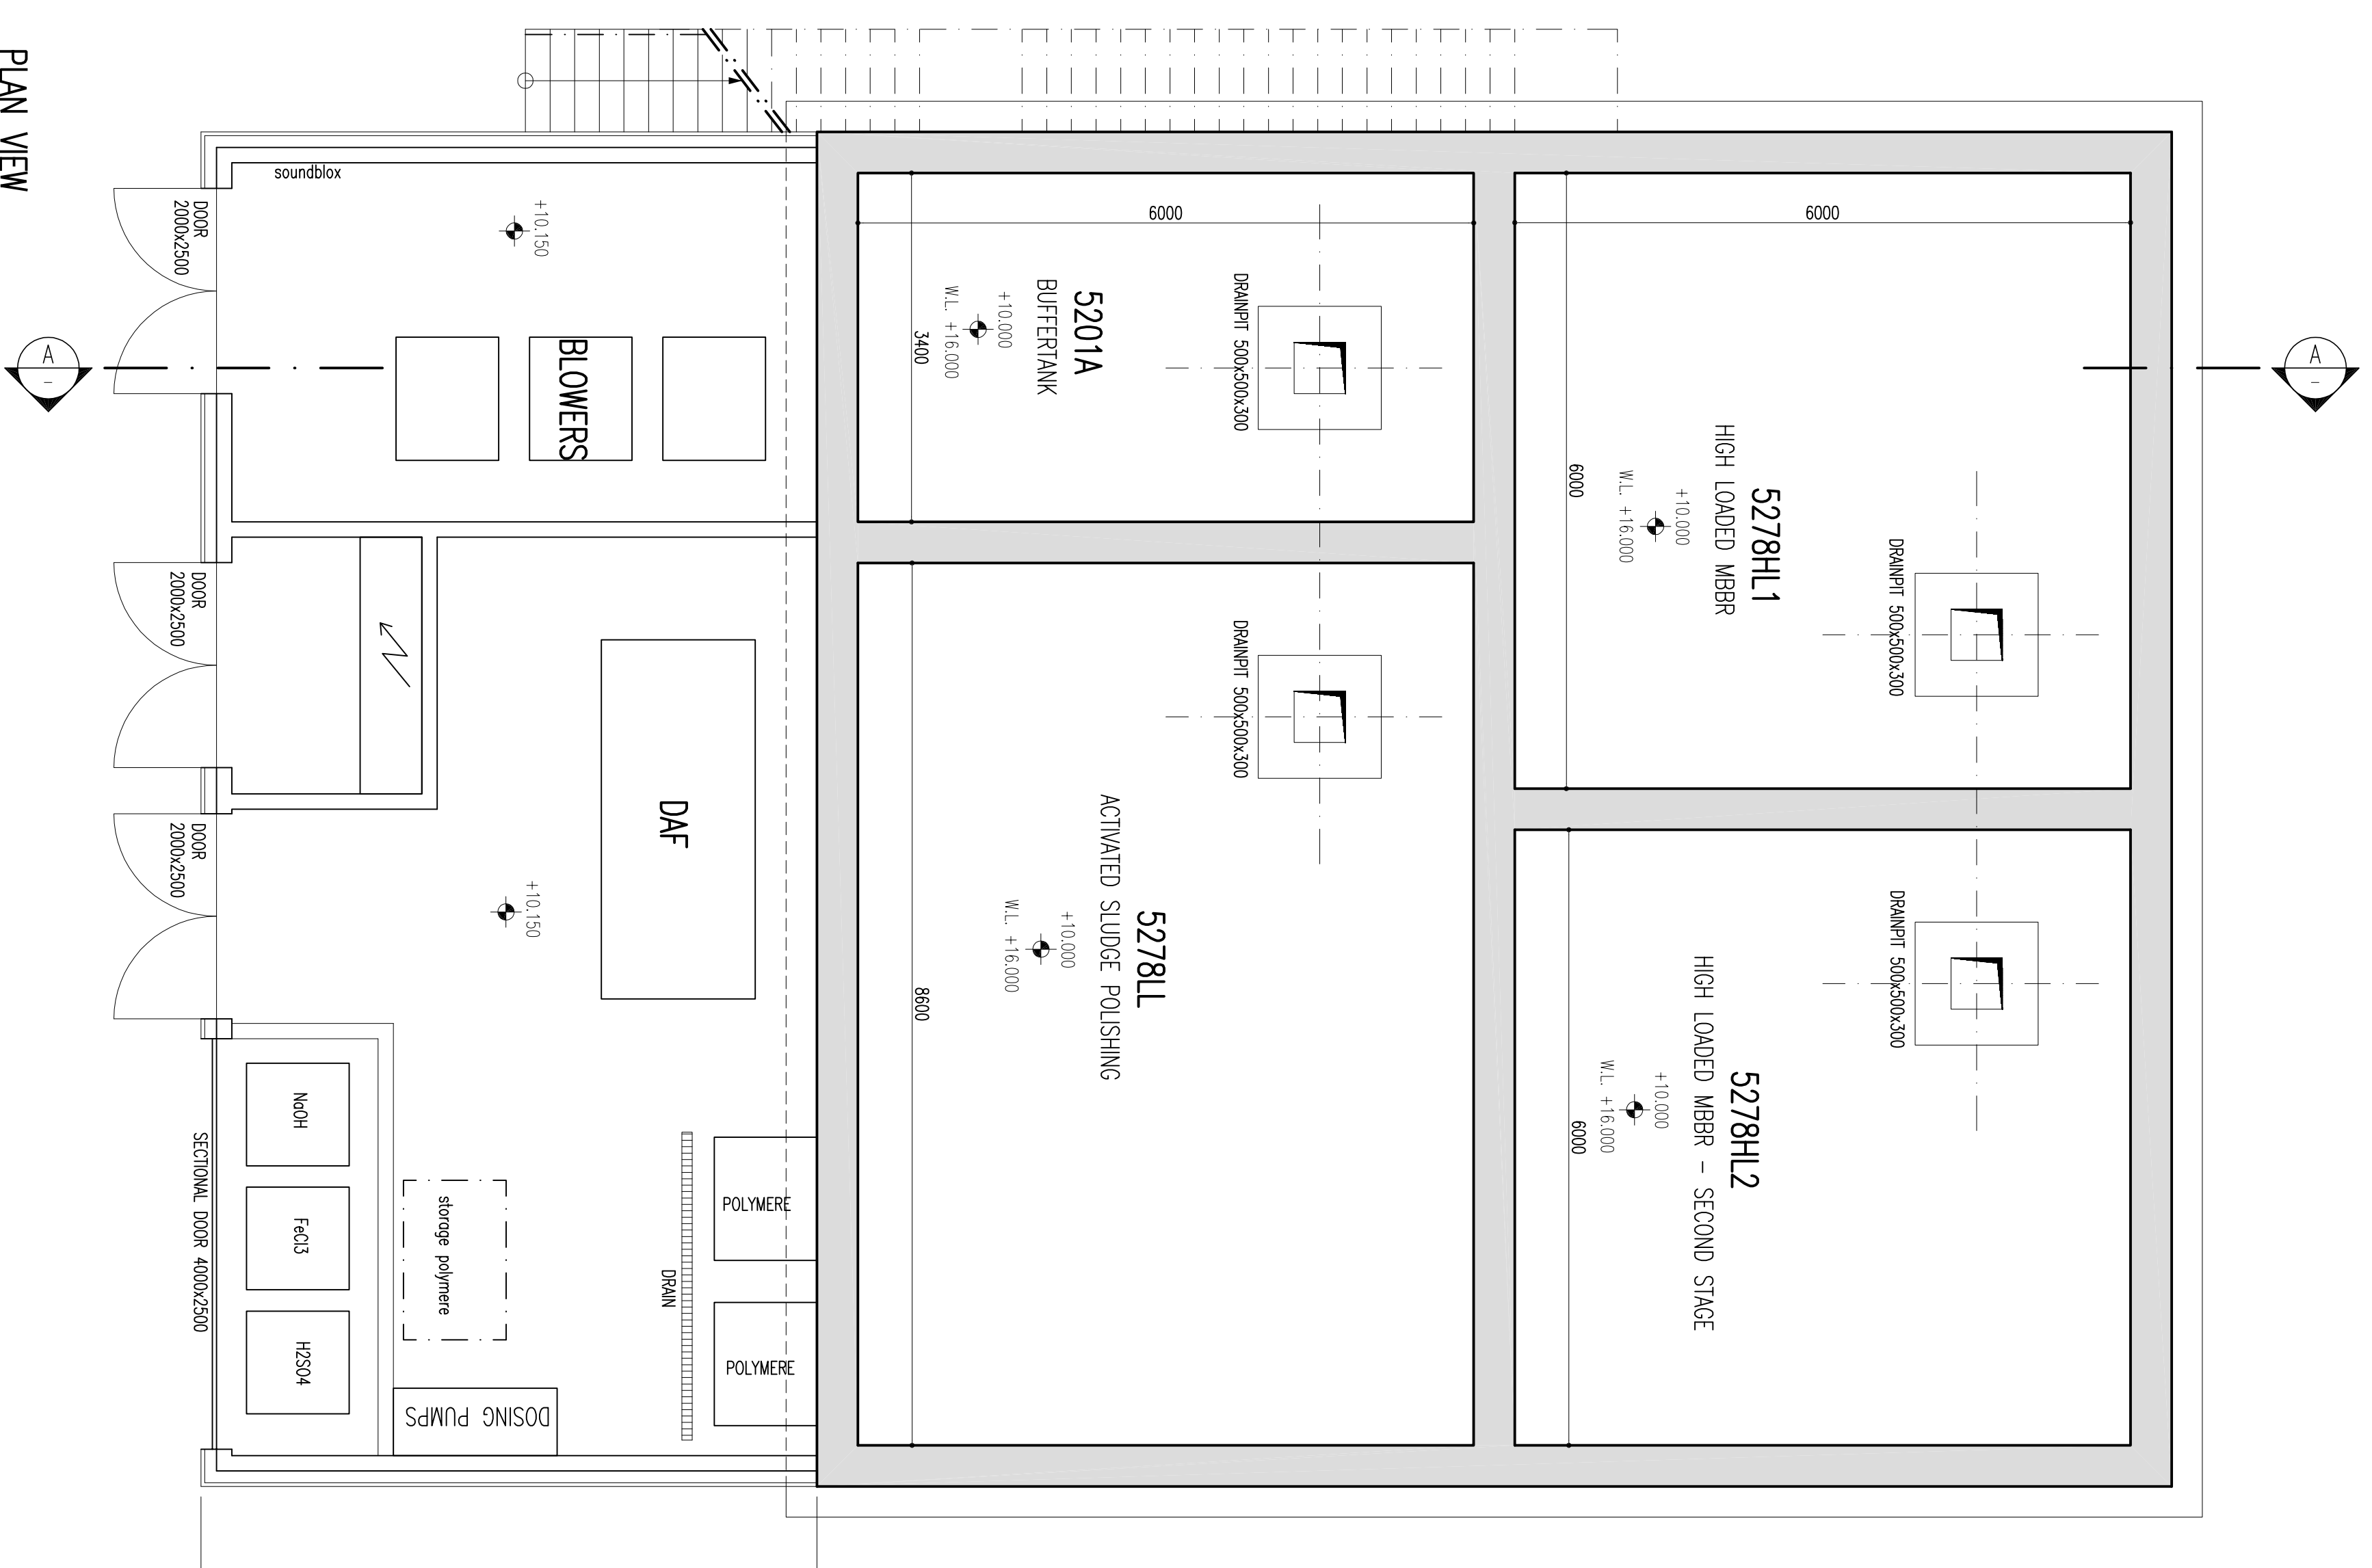 PLAN VIEW
soundblox
DOOR
2000x2500
+10.150
BLOWERS
A
-
DOOR
2000x2500
DAF
+10.150
DOOR
2000x2500
NaOH
FeCl3
H2SO4
SECTIONAL DOOR 4000x2500
storage polymere
DOSING PUMPS
DRAIN
POLYMERE
POLYMERE
6000
3400
5201A
BUFFERTANK
+10.000
W.L. +16.000
DRAINPIT 500x500x300
DRAINPIT 500x500x300
5278LL
ACTIVATED SLUDGE POLISHING
+10.000
W.L. +16.000
8600
6000
6000
5278HL1
HIGH LOADED MBBR
+10.000
W.L. +16.000
DRAINPIT 500x500x300
DRAINPIT 500x500x300
5278HL2
HIGH LOADED MBBR - SECOND STAGE
+10.000
W.L. +16.000
6000
A
-